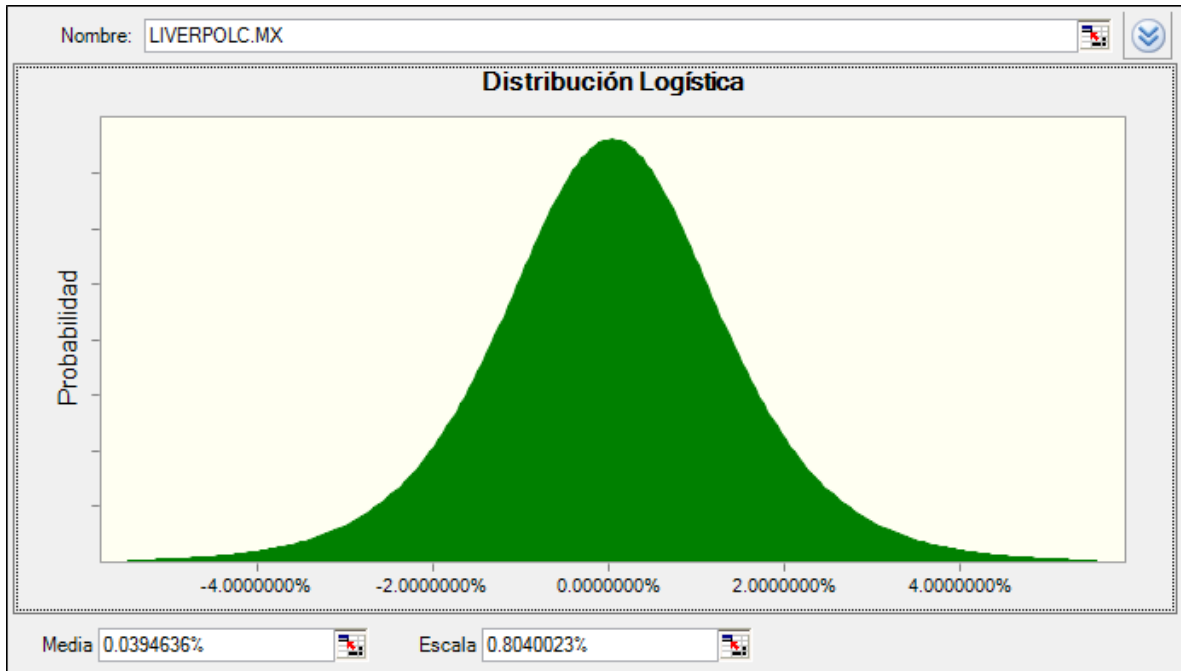 Nombre: LIVERPOLC.MX
Distribución Logística
Probabilidad
-4.0000000% -2.0000000% 0.0000000% 2.0000000% 4.0000000%
Media 0.0394636% Escala 0.8040023%